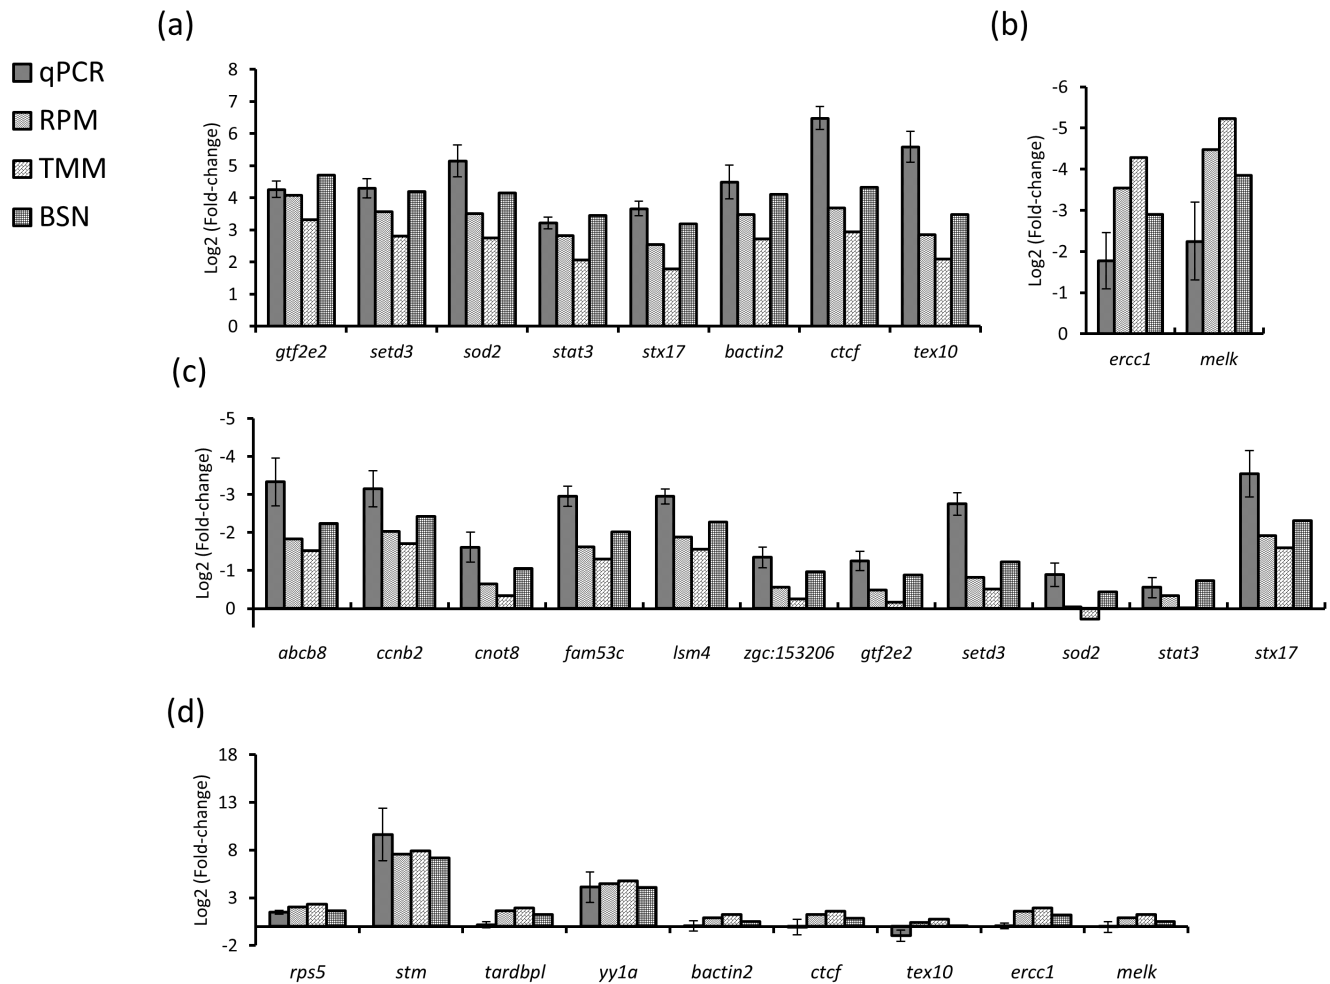 (a)
(b)
qPCR
RPM
TMM
BSN
Log2 (Fold-change)
8
7
6
5
4
3
2
1
0
gtf2e2 setd3 sod2 stat3 stx17 bactin2 ctcf tex10
Log2 (Fold-change)
-6
-5
-4
-3
-2
-1
0
ercc1 melk
(c)
Log2 (Fold-change)
-5
-4
-3
-2
-1
0
abcb8 ccnb2 cnot8 fam53c lsm4 zgc:153206 gtf2e2 setd3 sod2 stat3 stx17
(d)
Log2 (Fold-change)
18
13
8
3
-2
rps5 stm tardbpl yy1a bactin2 ctcf tex10 ercc1 melk